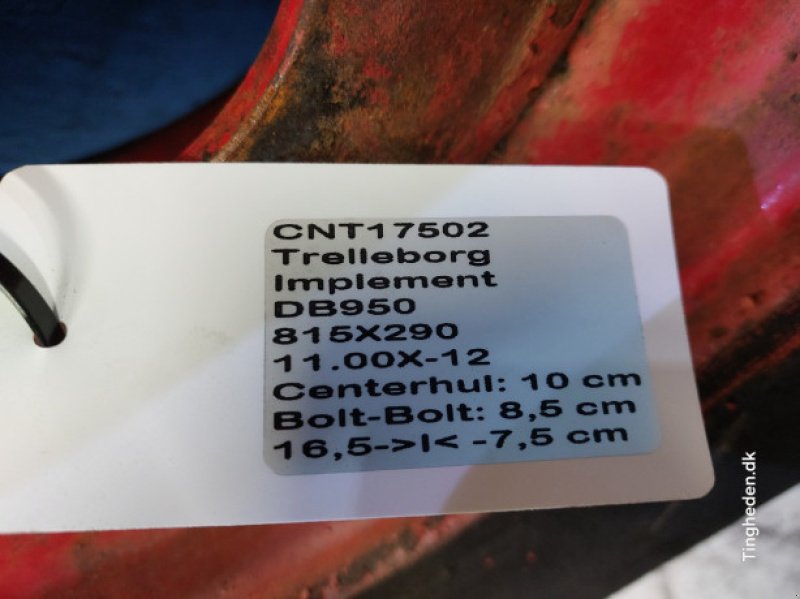 CNT17502
Trelleborg
Implement
DB950
815X290
11.00X-12
Centerhul: 10 cm
Bolt-Bolt: 8,5 cm
16,5->|< -7,5 cm
Tingheden.dk